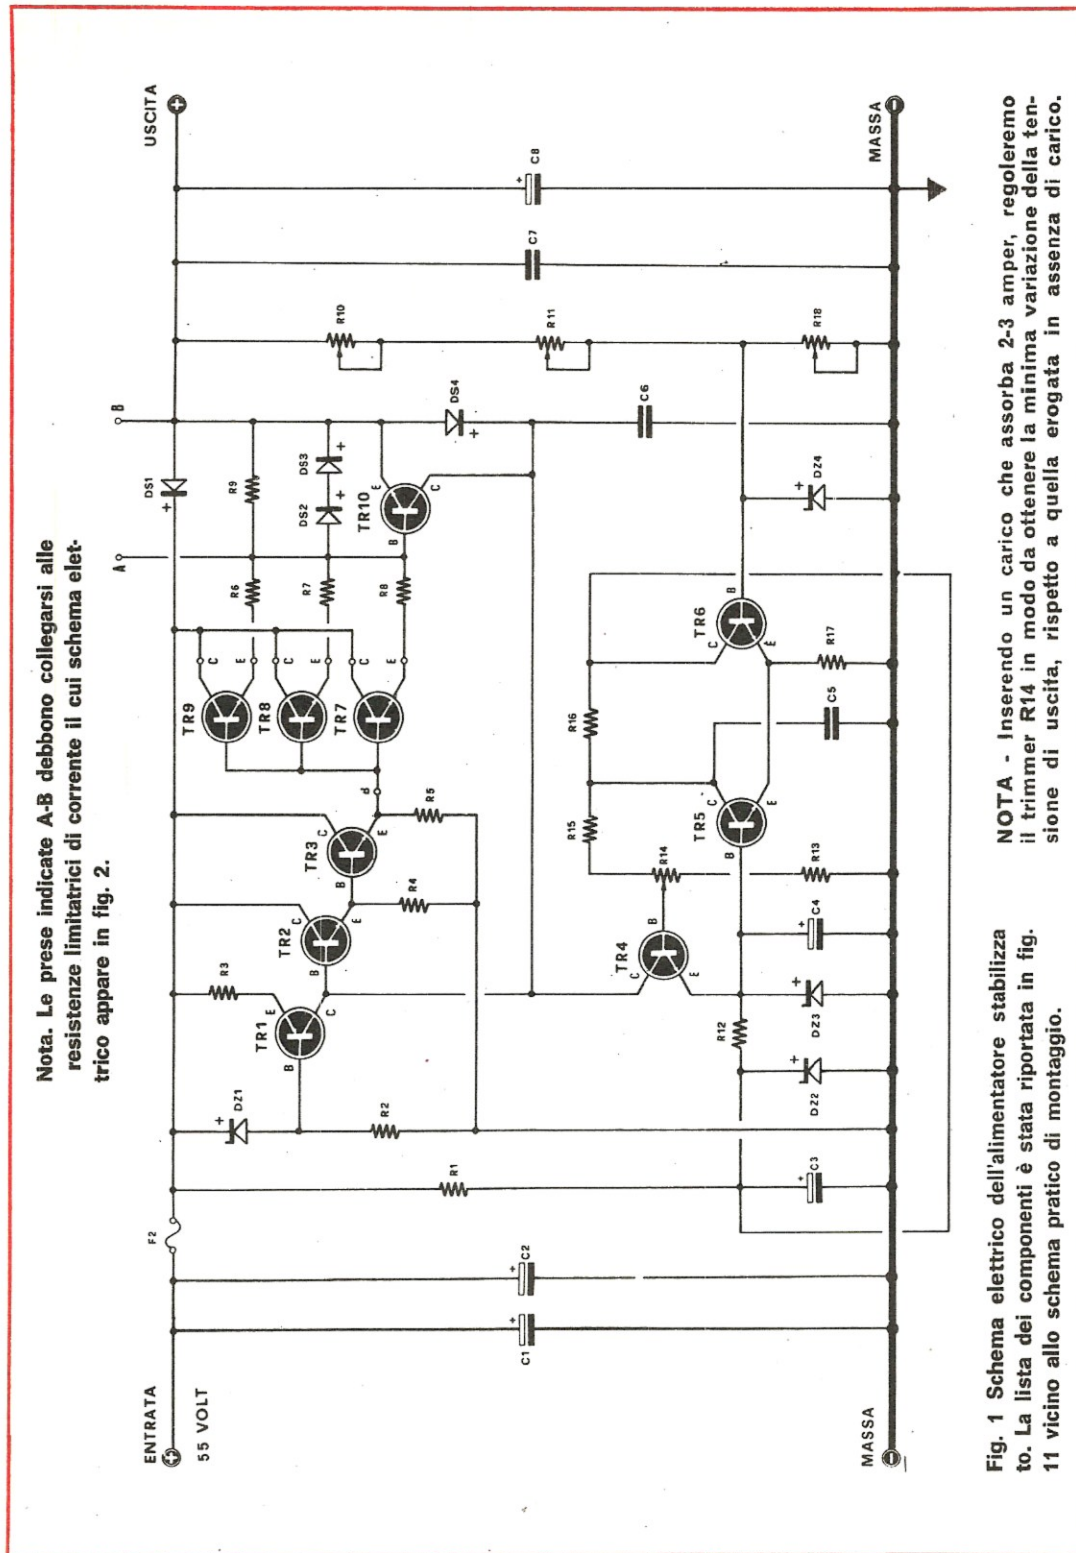 Nota. Le prese indicate A-B debbono collegarsi alle
resistenze limitatrici di corrente il cui schema elet-
trico appare in fig. 2.
ENTRATA
55 VOLT
F2
DS1
A
B
USCITA
R3
TR9
C
E
R6
R9
DZ1
E
TR1
B
C
C
TR2
B
E
C
TR3
B
E
TR8
C
E
R7
DS2
+
DS3
+
d
TR7
C
E
R8
B
TR10
E
C
DS4
+
R2
R4
R5
R1
R10
C1
+
C2
+
R11
C7
C8
+
R15
R16
C6
TR4
C
B
E
R14
TR5
B
C
E
TR6
C
B
E
R18
R12
DZ4
+
C3
+
DZ2
+
DZ3
+
C4
+
R13
C5
R17
MASSA
MASSA
Fig. 1 Schema elettrico dell'alimentatore stabilizza
to. La lista dei componenti è stata riportata in fig.
11 vicino allo schema pratico di montaggio.
NOTA - Inserendo un carico che assorba 2-3 amper, regoleremo
il trimmer R14 in modo da ottenere la minima variazione della ten-
sione di uscita, rispetto a quella erogata in assenza di carico.